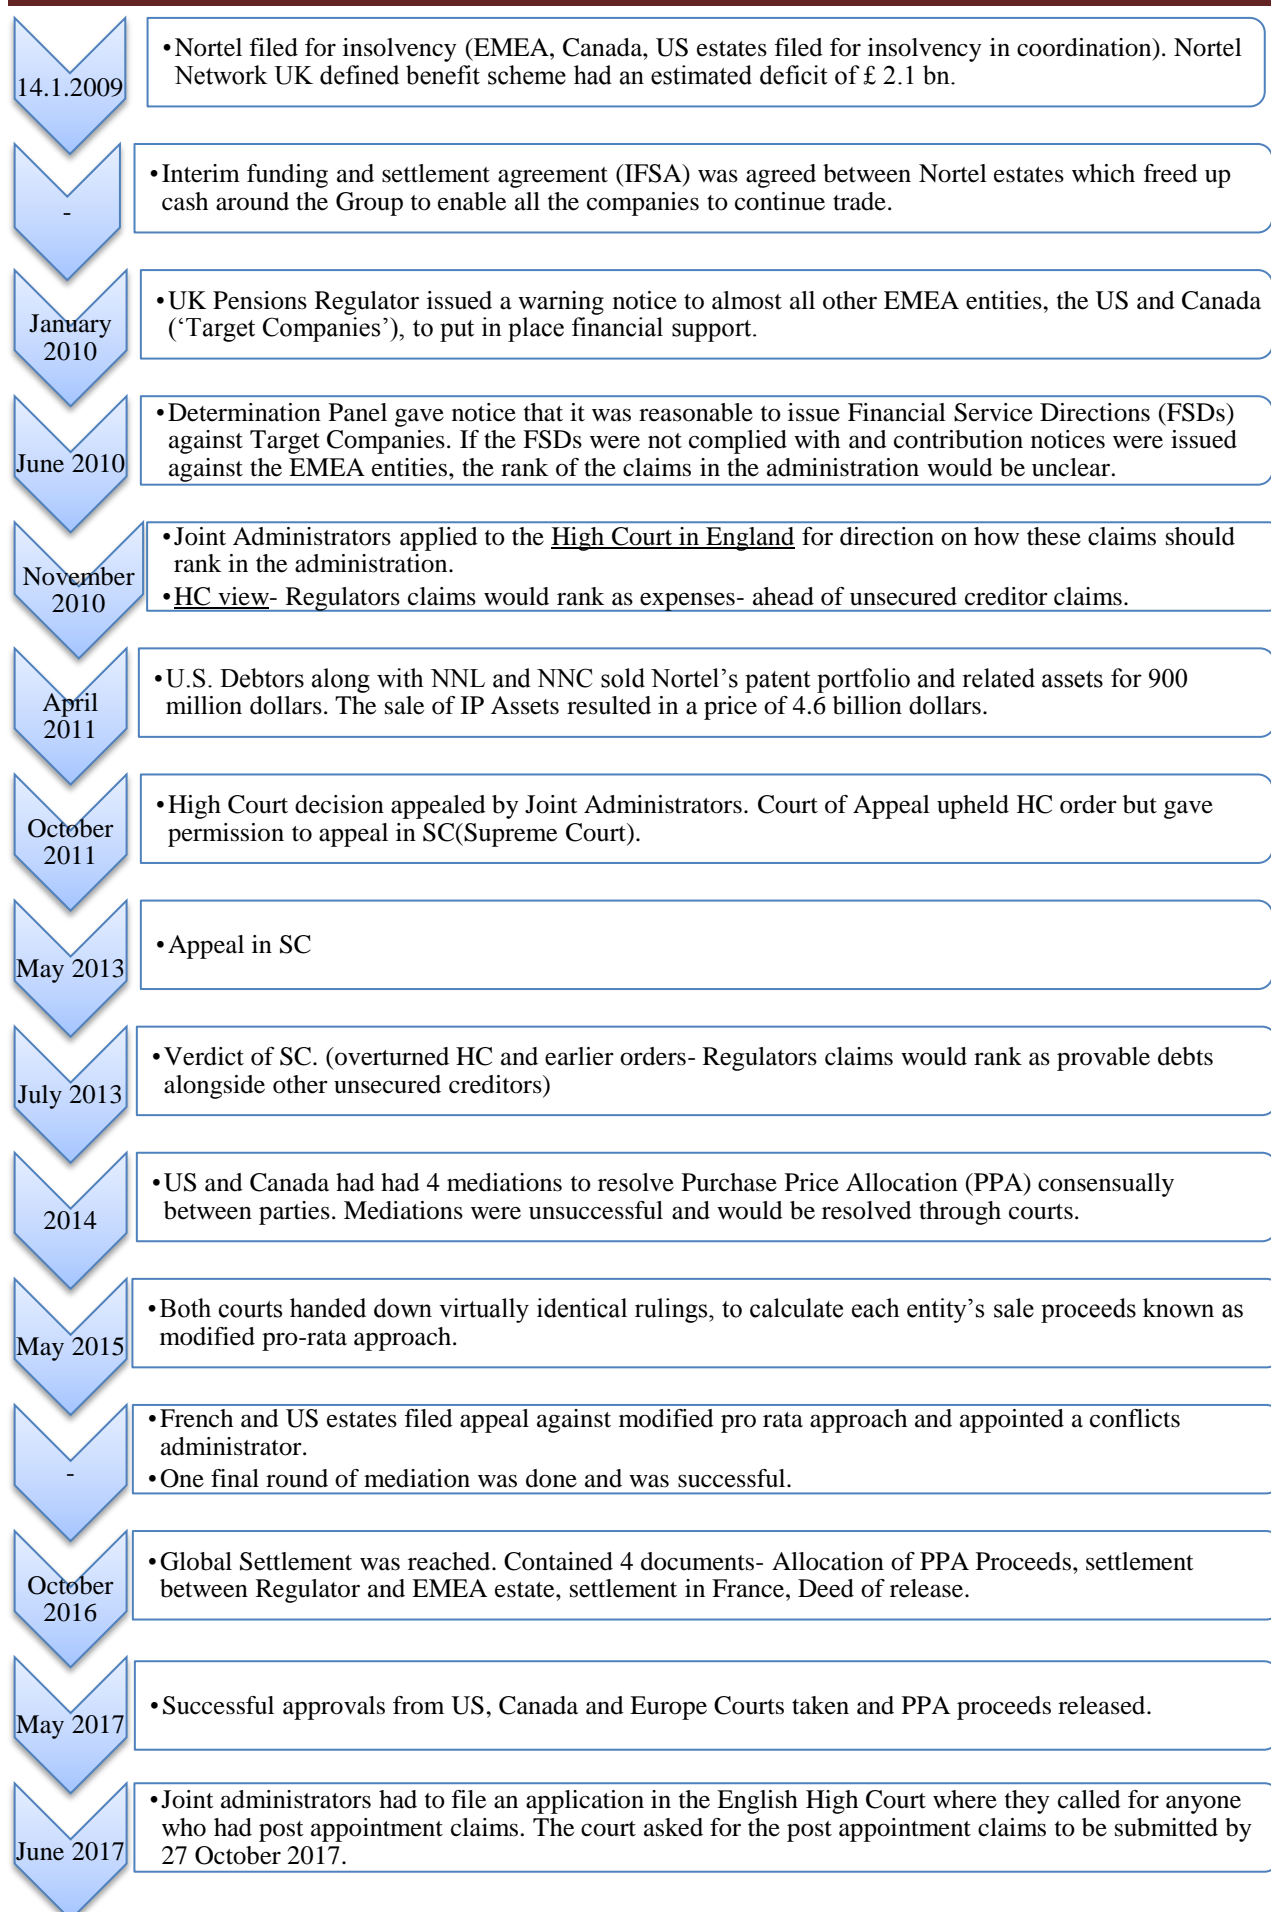 14.1.2009
•Nortel filed for insolvency (EMEA, Canada, US estates filed for insolvency in coordination). Nortel
Network UK defined benefit scheme had an estimated deficit of £ 2.1 bn.
-
•Interim funding and settlement agreement (IFSA) was agreed between Nortel estates which freed up
cash around the Group to enable all the companies to continue trade.
January
2010
•UK Pensions Regulator issued a warning notice to almost all other EMEA entities, the US and Canada
(‘Target Companies’), to put in place financial support.
June 2010
•Determination Panel gave notice that it was reasonable to issue Financial Service Directions (FSDs)
against Target Companies. If the FSDs were not complied with and contribution notices were issued
against the EMEA entities, the rank of the claims in the administration would be unclear.
November
2010
•Joint Administrators applied to the High Court in England for direction on how these claims should
rank in the administration.
•HC view- Regulators claims would rank as expenses- ahead of unsecured creditor claims.
April
2011
•U.S. Debtors along with NNL and NNC sold Nortel’s patent portfolio and related assets for 900
million dollars. The sale of IP Assets resulted in a price of 4.6 billion dollars.
October
2011
•High Court decision appealed by Joint Administrators. Court of Appeal upheld HC order but gave
permission to appeal in SC(Supreme Court).
May 2013
•Appeal in SC
July 2013
•Verdict of SC. (overturned HC and earlier orders- Regulators claims would rank as provable debts
alongside other unsecured creditors)
2014
•US and Canada had had 4 mediations to resolve Purchase Price Allocation (PPA) consensually
between parties. Mediations were unsuccessful and would be resolved through courts.
May 2015
•Both courts handed down virtually identical rulings, to calculate each entity’s sale proceeds known as
modified pro-rata approach.
-
•French and US estates filed appeal against modified pro rata approach and appointed a conflicts
administrator.
•One final round of mediation was done and was successful.
October
2016
•Global Settlement was reached. Contained 4 documents- Allocation of PPA Proceeds, settlement
between Regulator and EMEA estate, settlement in France, Deed of release.
May 2017
•Successful approvals from US, Canada and Europe Courts taken and PPA proceeds released.
June 2017
•Joint administrators had to file an application in the English High Court where they called for anyone
who had post appointment claims. The court asked for the post appointment claims to be submitted by
27 October 2017.